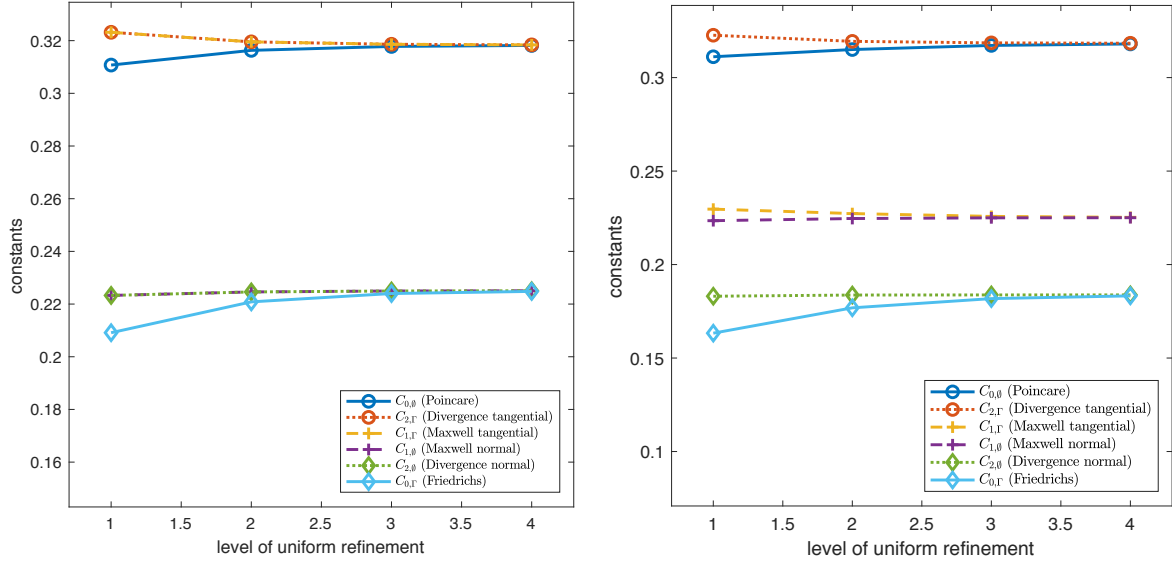 0.32
0.3
0.28
0.26
0.24
0.22
0.2
0.18
0.16
constants
1 1.5 2 2.5 3 3.5 4
level of uniform refinement
C0,∅ (Poincare)
C2,Γ (Divergence tangential)
C1,Γ (Maxwell tangential)
C1,∅ (Maxwell normal)
C2,∅ (Divergence normal)
C0,Γ (Friedrichs)
0.3
0.25
0.2
0.15
0.1
constants
1 1.5 2 2.5 3 3.5 4
level of uniform refinement
C0,∅ (Poincare)
C2,Γ (Divergence tangential)
C1,Γ (Maxwell tangential)
C1,∅ (Maxwell normal)
C2,∅ (Divergence normal)
C0,Γ (Friedrichs)